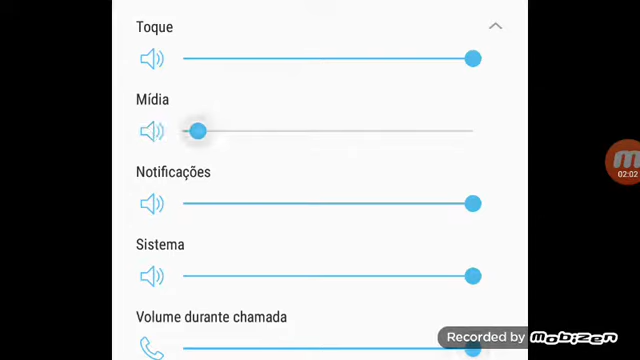 Toque
Mídia
Notificações
02:02
Sistema
Volume durante chamada
Recorded by mobizen